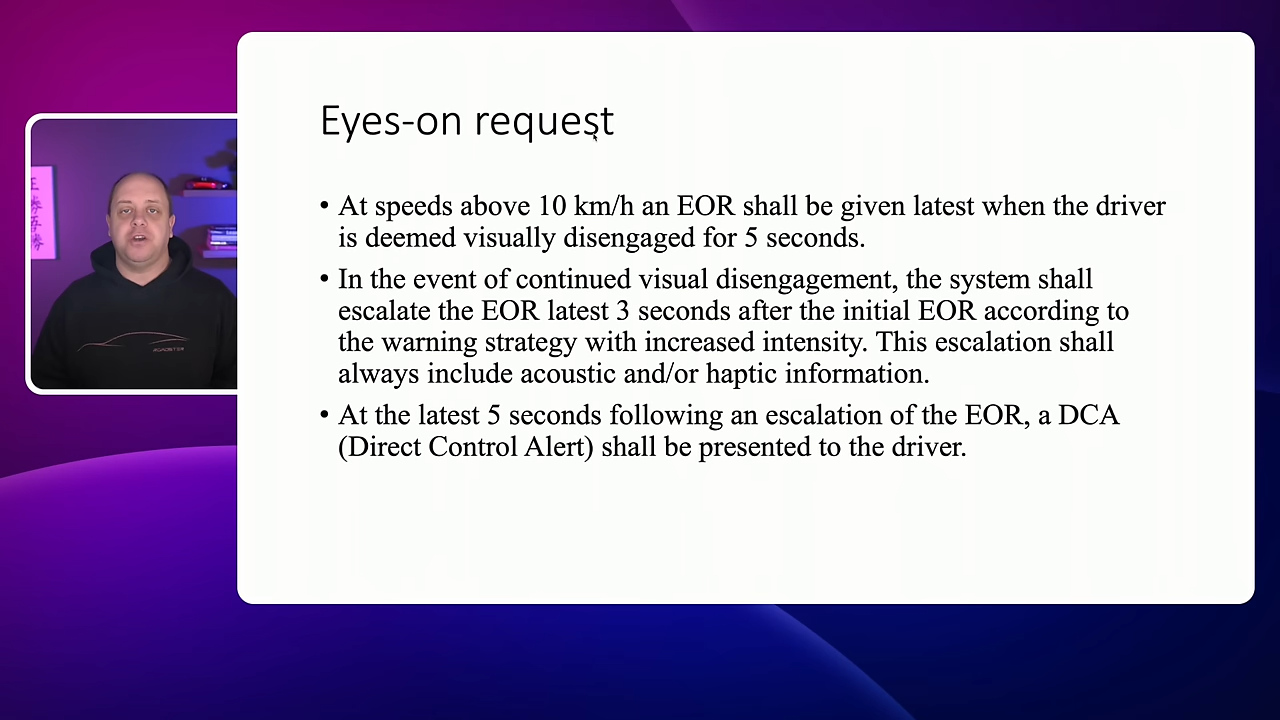 Eyes-on request
• At speeds above 10 km/h an EOR shall be given latest when the driver
is deemed visually disengaged for 5 seconds.
• In the event of continued visual disengagement, the system shall
escalate the EOR latest 3 seconds after the initial EOR according to
the warning strategy with increased intensity. This escalation shall
always include acoustic and/or haptic information.
• At the latest 5 seconds following an escalation of the EOR, a DCA
(Direct Control Alert) shall be presented to the driver.
ROADSTER